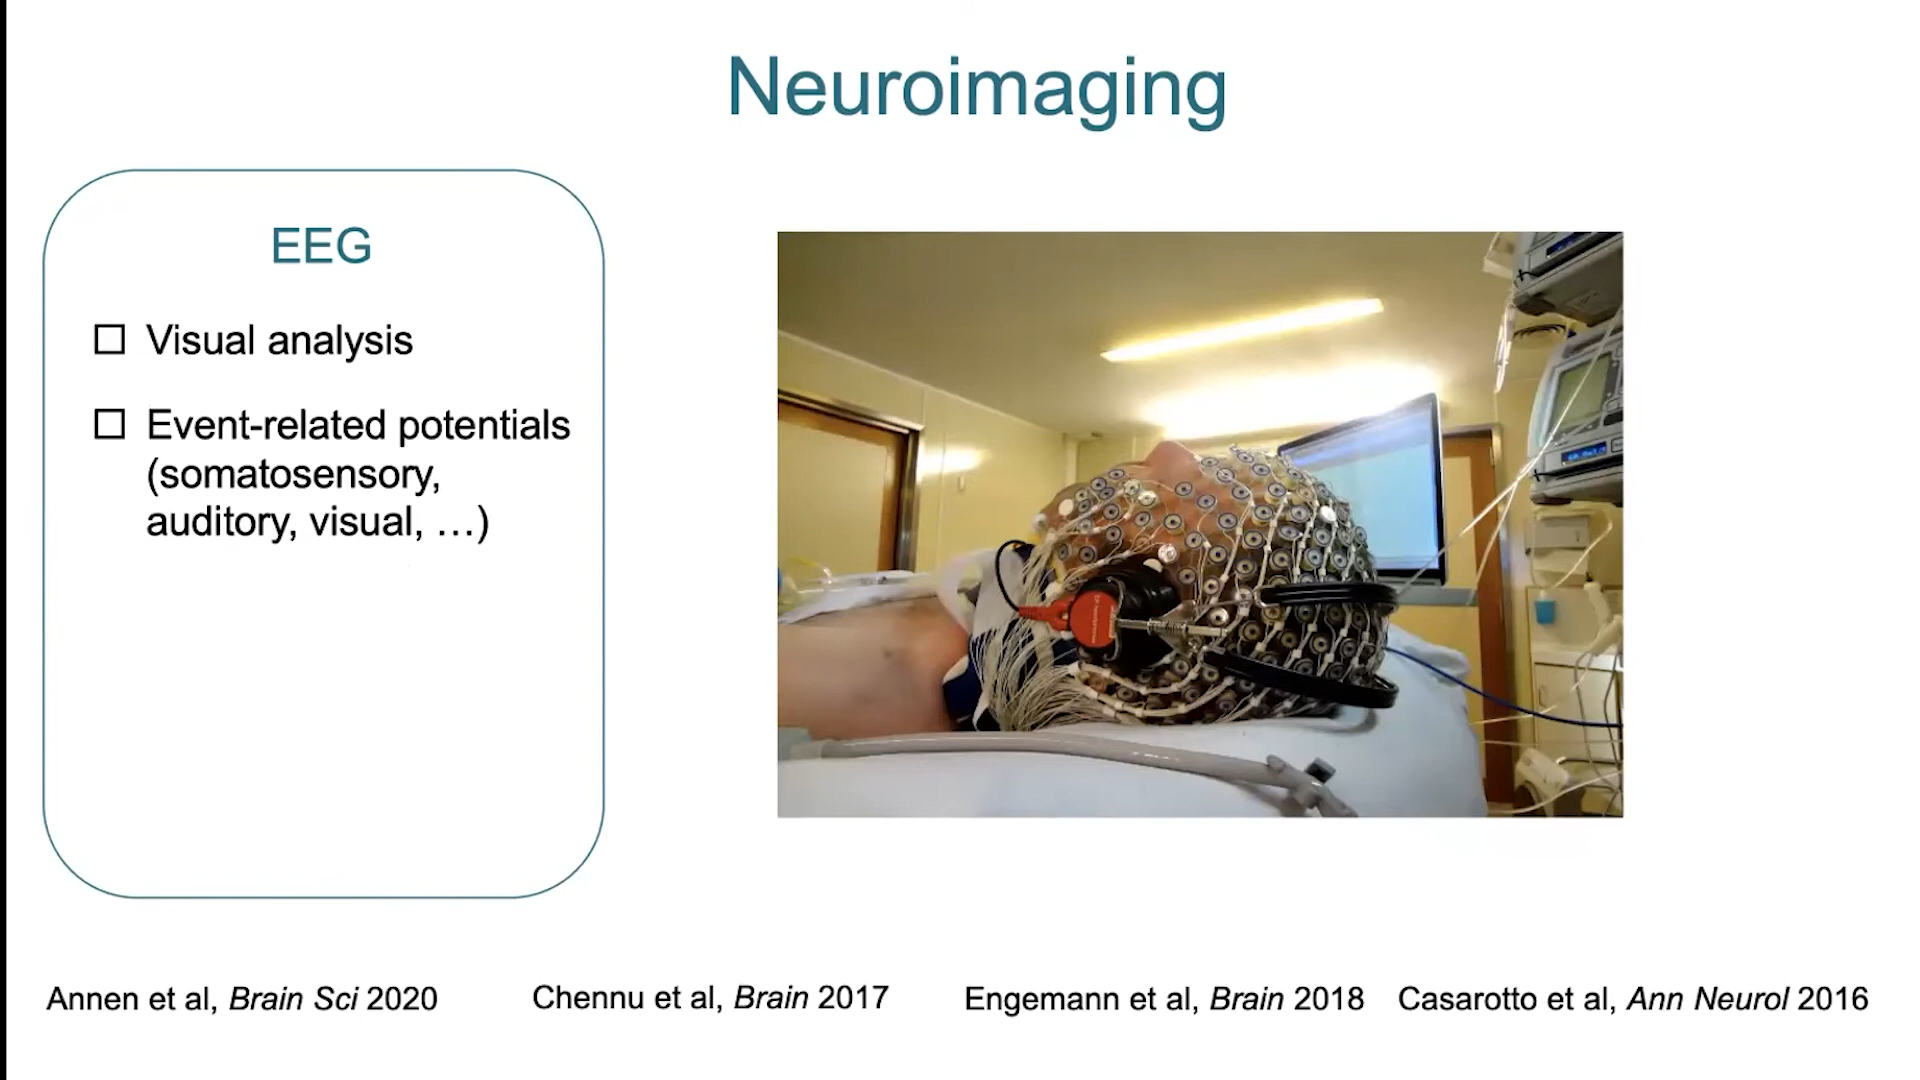 Neuroimaging
EEG
☐ Visual analysis
☐ Event-related potentials
(somatosensory,
auditory, visual, …)
Annen et al, Brain Sci 2020
Chennu et al, Brain 2017
Engemann et al, Brain 2018
Casarotto et al, Ann Neurol 2016